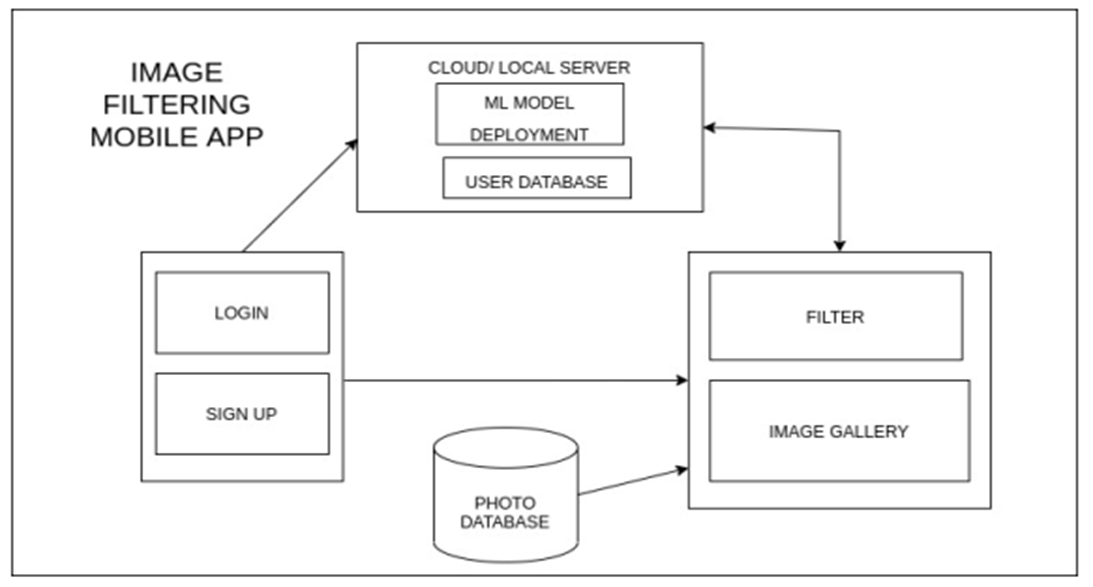 IMAGE
FILTERING
MOBILE APP
CLOUD/ LOCAL SERVER
ML MODEL
DEPLOYMENT
USER DATABASE
LOGIN
SIGN UP
FILTER
IMAGE GALLERY
PHOTO
DATABASE